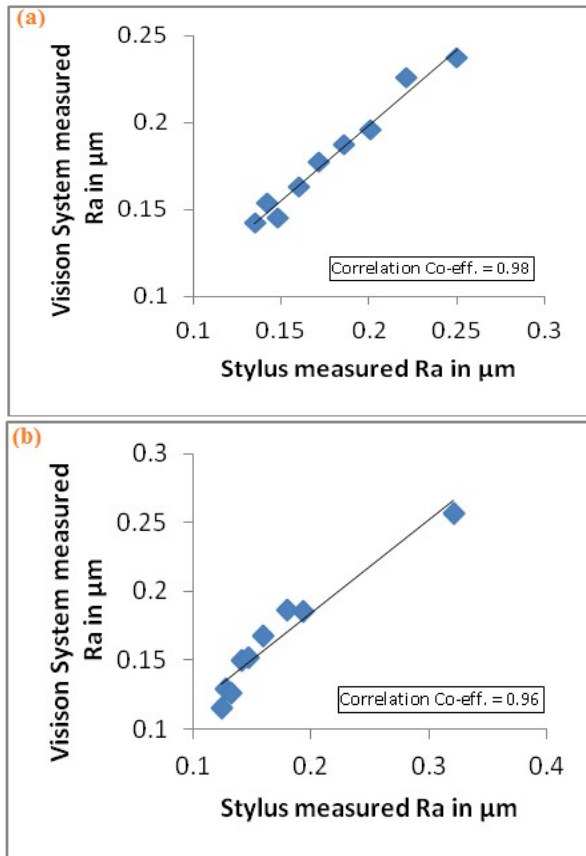 (a)
0.25
0.2
0.15
0.1
Visison System measured
Ra in µm
Correlation Co-eff. = 0.98
0.1 0.15 0.2 0.25 0.3
Stylus measured Ra in µm
(b)
0.3
0.25
0.2
0.15
0.1
Visison System measured
Ra in µm
Correlation Co-eff. = 0.96
0.1 0.2 0.3 0.4
Stylus measured Ra in µm